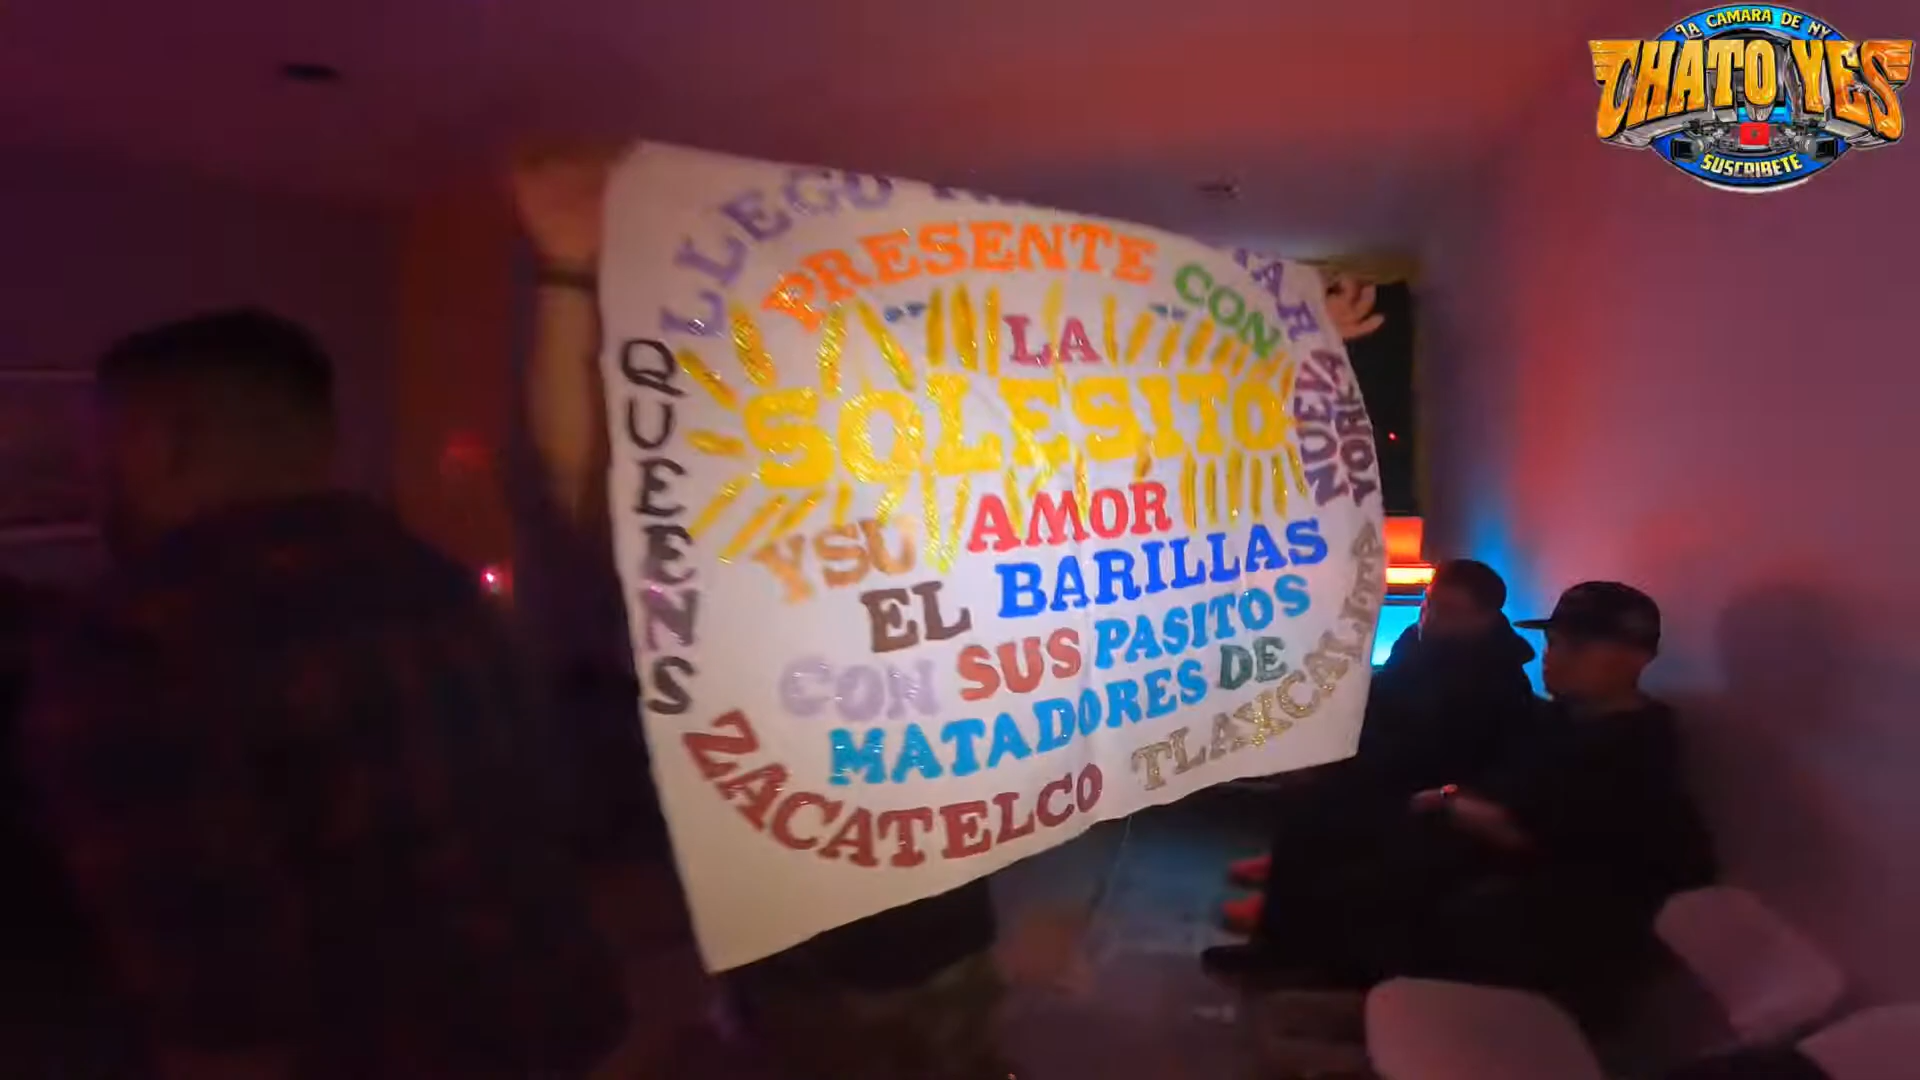 LA CAMARA DE NY
CHATO YES
SUSCRIBETE
LLEGO
PRESENTE CON
LA
SOLESITO
Y SU AMOR
EL BARILLAS
CON SUS PASITOS
MATADORES DE
ZACATELCO TLAXCALITA
QUEENS
NUEVA
YORK